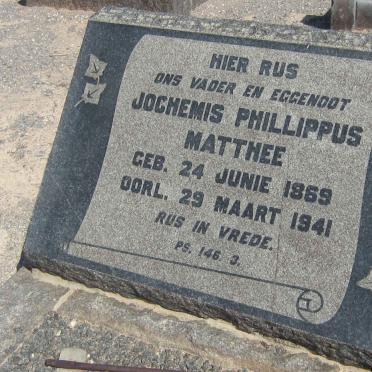 HIER RUS
ONS VADER EN EGGENOOT
JOCHEMIS PHILLIPPUS
MATTHEE
GEB. 24 JUNIE 1869
OORL. 29 MAART 1941
RUS IN VREDE.
PS. 146. 3.